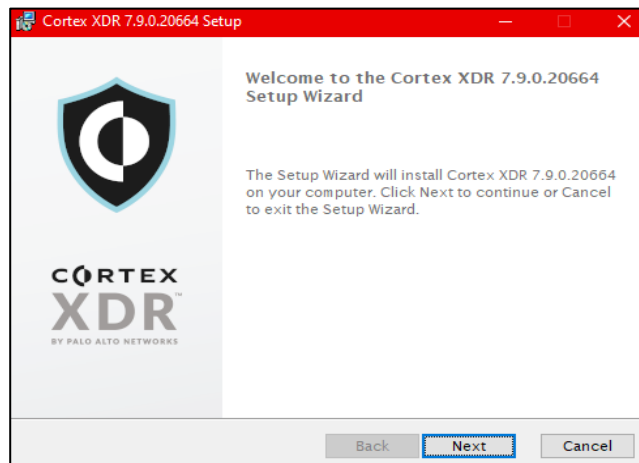 Cortex XDR 7.9.0.20664 Setup
Welcome to the Cortex XDR 7.9.0.20664
Setup Wizard
The Setup Wizard will install Cortex XDR 7.9.0.20664
on your computer. Click Next to continue or Cancel
to exit the Setup Wizard.
CORTEX
XDR™
BY PALO ALTO NETWORKS
Back
Next
Cancel